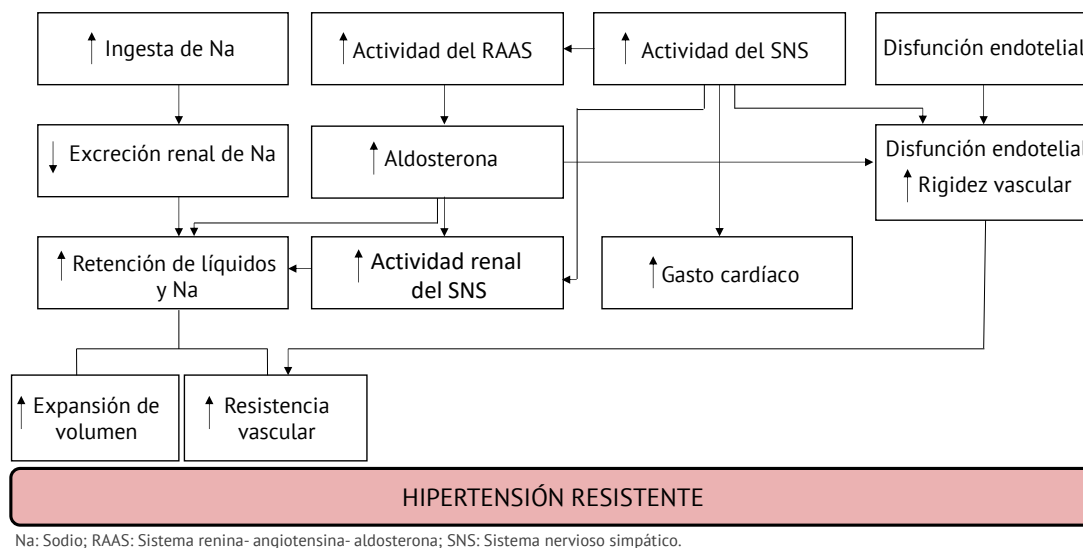 Ingesta de Na
Actividad del RAAS
Actividad del SNS
Disfunción endotelial
Excreción renal de Na
Aldosterona
Disfunción endotelial
Rigidez vascular
Retención de líquidos
y Na
Actividad renal
del SNS
Gasto cardíaco
Expansión de
volumen
Resistencia
vascular
HIPERTENSIÓN RESISTENTE
Na: Sodio; RAAS: Sistema renina- angiotensina- aldosterona; SNS: Sistema nervioso simpático.